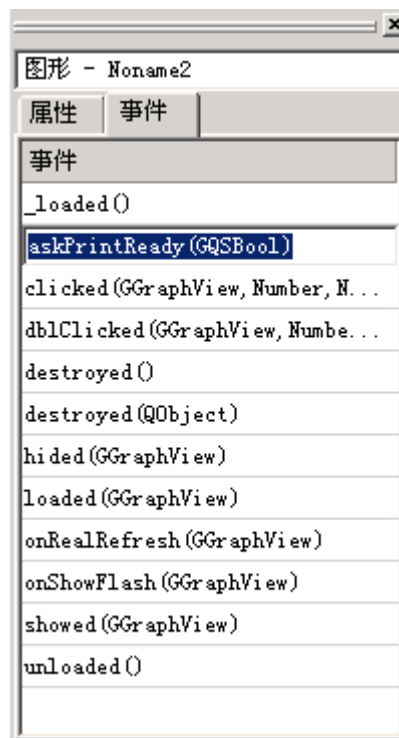 图形 - Noname2
属性 事件
事件
_loaded()
askPrintReady(GQSBool)
clicked(GGraphView, Number, N...
dblClicked(GGraphView, Numbe...
destroyed()
destroyed(QObject)
hided(GGraphView)
loaded(GGraphView)
onRealRefresh(GGraphView)
onShowFlash(GGraphView)
showed(GGraphView)
unloaded()